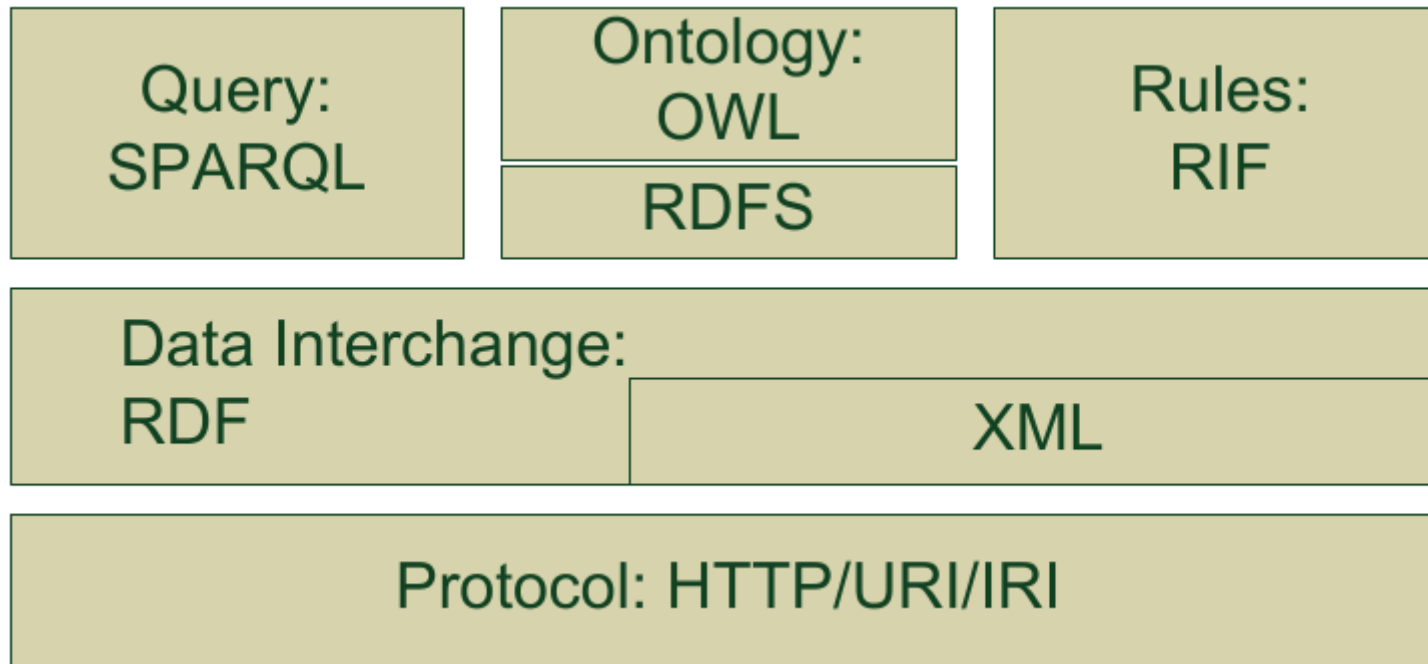 Query:
SPARQL
Ontology:
OWL
RDFS
Rules:
RIF
Data Interchange:
RDF
XML
Protocol: HTTP/URI/IRI